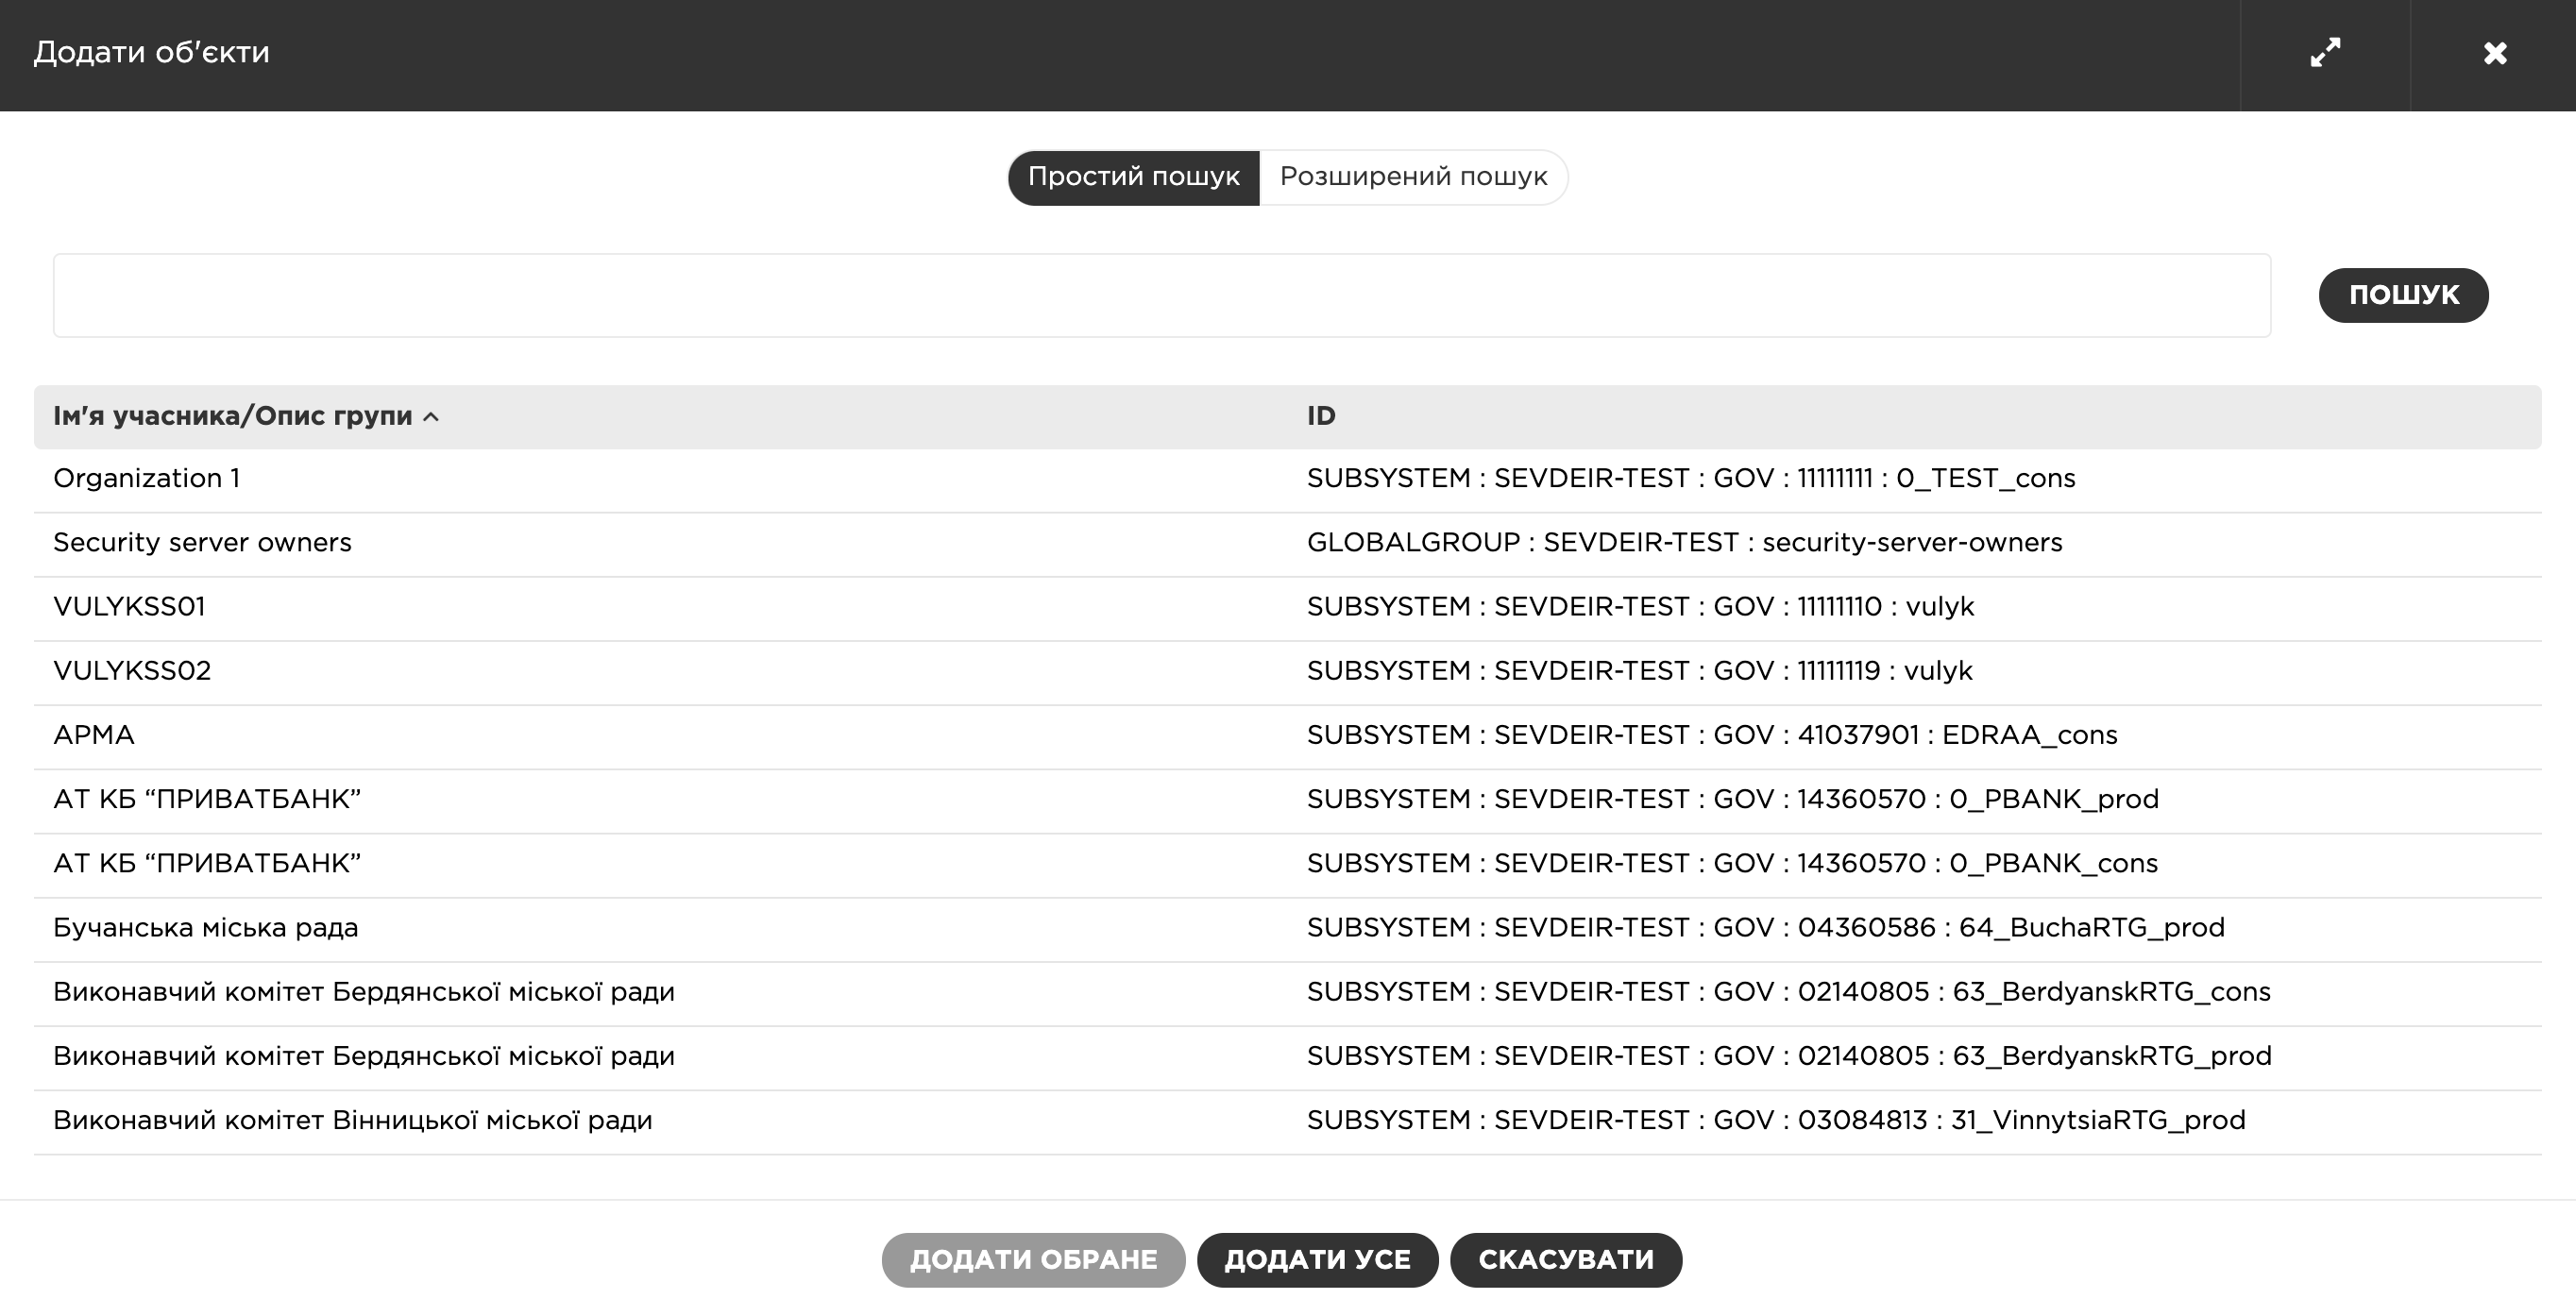 Додати об'єкти
Простий пошук Розширений пошук
ПОШУК
Ім'я учасника/Опис групи ID
Organization 1 SUBSYSTEM : SEVDEIR-TEST : GOV : 11111111 : 0_TEST_cons
Security server owners GLOBALGROUP : SEVDEIR-TEST : security-server-owners
VULYKSS01 SUBSYSTEM : SEVDEIR-TEST : GOV : 11111110 : vulyk
VULYKSS02 SUBSYSTEM : SEVDEIR-TEST : GOV : 11111119 : vulyk
АРМА SUBSYSTEM : SEVDEIR-TEST : GOV : 41037901 : EDRAA_cons
АТ КБ “ПРИВАТБАНК” SUBSYSTEM : SEVDEIR-TEST : GOV : 14360570 : 0_PBANK_prod
АТ КБ “ПРИВАТБАНК” SUBSYSTEM : SEVDEIR-TEST : GOV : 14360570 : 0_PBANK_cons
Бучанська міська рада SUBSYSTEM : SEVDEIR-TEST : GOV : 04360586 : 64_BuchaRTG_prod
Виконавчий комітет Бердянської міської ради SUBSYSTEM : SEVDEIR-TEST : GOV : 02140805 : 63_BerdyanskRTG_cons
Виконавчий комітет Бердянської міської ради SUBSYSTEM : SEVDEIR-TEST : GOV : 02140805 : 63_BerdyanskRTG_prod
Виконавчий комітет Вінницької міської ради SUBSYSTEM : SEVDEIR-TEST : GOV : 03084813 : 31_VinnytsiaRTG_prod
ДОДАТИ ОБРАНЕ ДОДАТИ УСЕ СКАСУВАТИ